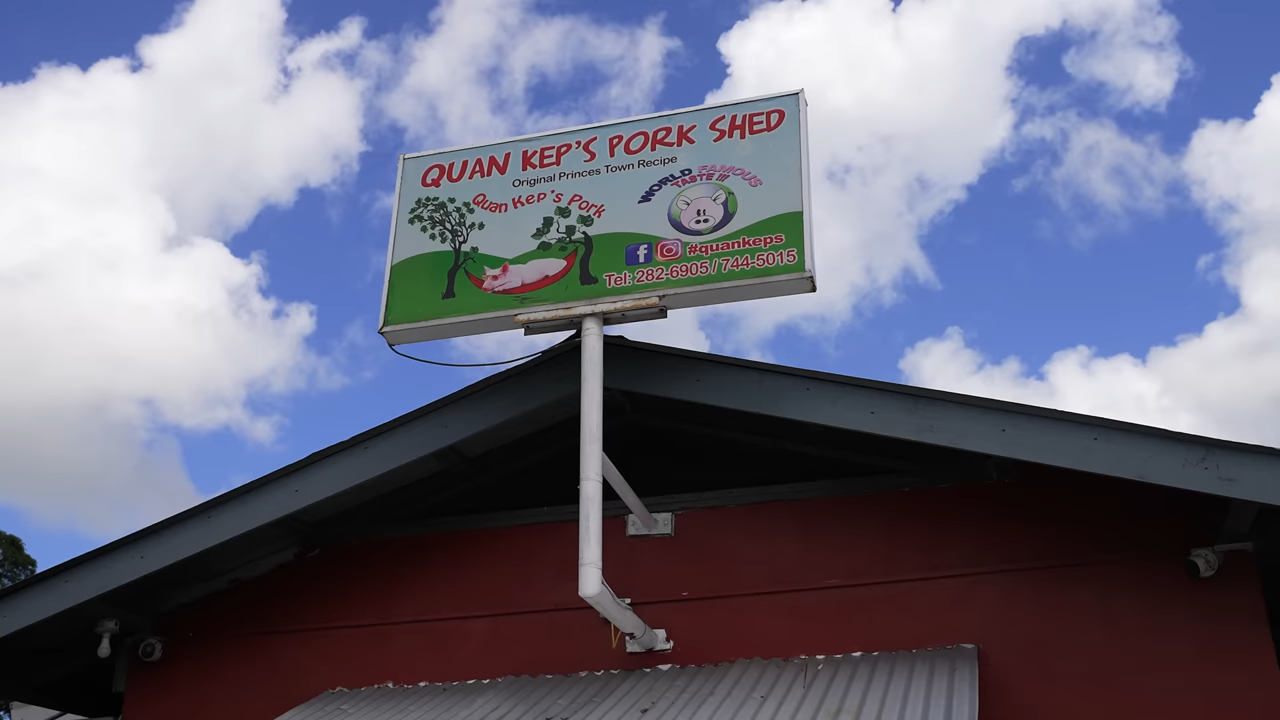 QUAN KEP'S PORK SHED
Original Princes Town Recipe
Quan Kep's Pork
WORLD FAMOUS
TASTE !!!
f #quankeps
Tel: 282-6905 / 744-5015